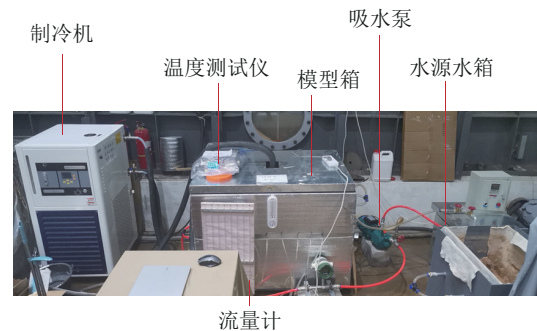 吸水泵
制冷机
温度测试仪
模型箱
水源水箱
流量计